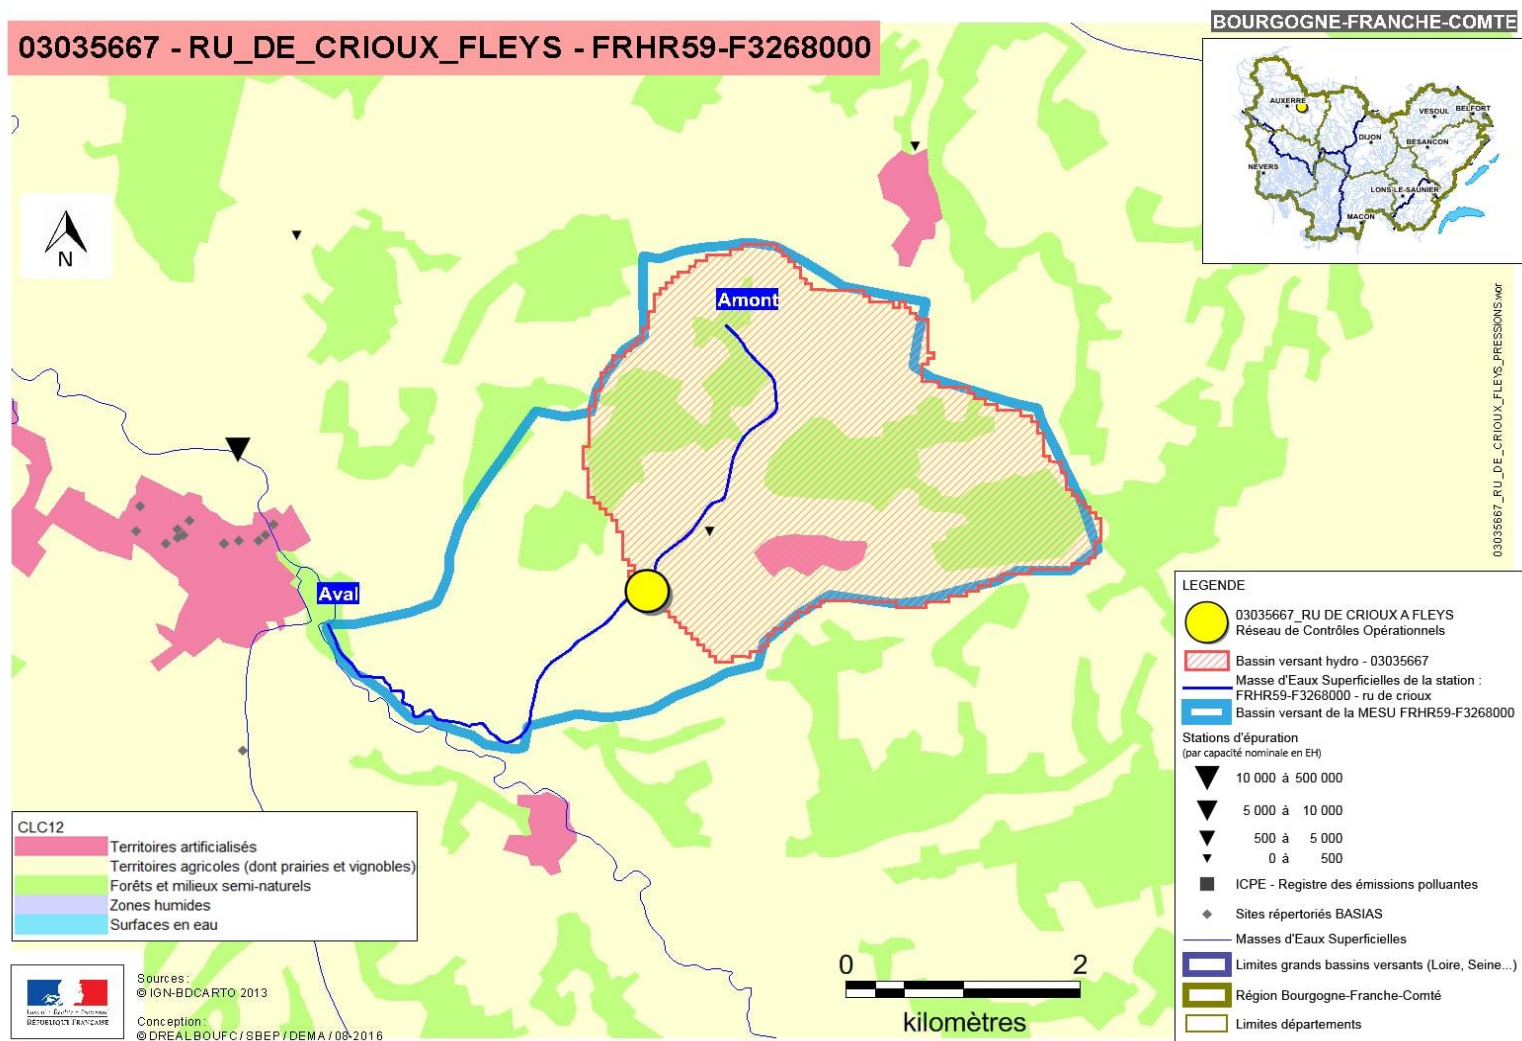 03035667 - RU_DE_CRIOUX_FLEYS - FRHR59-F3268000
BOURGOGNE-FRANCHE-COMTE
AUXERRE
VESOUL
BELFORT
DIJON
BESANCON
NEVERS
LONS-LE-SAUNIER
MACON
N
Amont
Aval
03035667_RU_DE_CRIOUX_FLEYS_PRESSIONS.wor
LEGENDE
03035667_RU DE CRIOUX A FLEYS
Réseau de Contrôles Opérationnels
Bassin versant hydro - 03035667
Masse d'Eaux Superficielles de la station :
FRHR59-F3268000 - ru de crioux
Bassin versant de la MESU FRHR59-F3268000
Stations d'épuration
(par capacité nominale en EH)
10 000 à 500 000
5 000 à 10 000
500 à 5 000
0 à 500
ICPE - Registre des émissions polluantes
Sites répertoriés BASIAS
Masses d'Eaux Superficielles
Limites grands bassins versants (Loire, Seine...)
Région Bourgogne-Franche-Comté
Limites départements
CLC12
Territoires artificialisés
Territoires agricoles (dont prairies et vignobles)
Forêts et milieux semi-naturels
Zones humides
Surfaces en eau
0 2
kilomètres
Liberté • Égalité • Fraternité
RÉPUBLIQUE FRANÇAISE
Sources :
© IGN-BDCARTO 2013
Conception :
© DREAL BOUFC / SBEP / DEMA / 08-2016